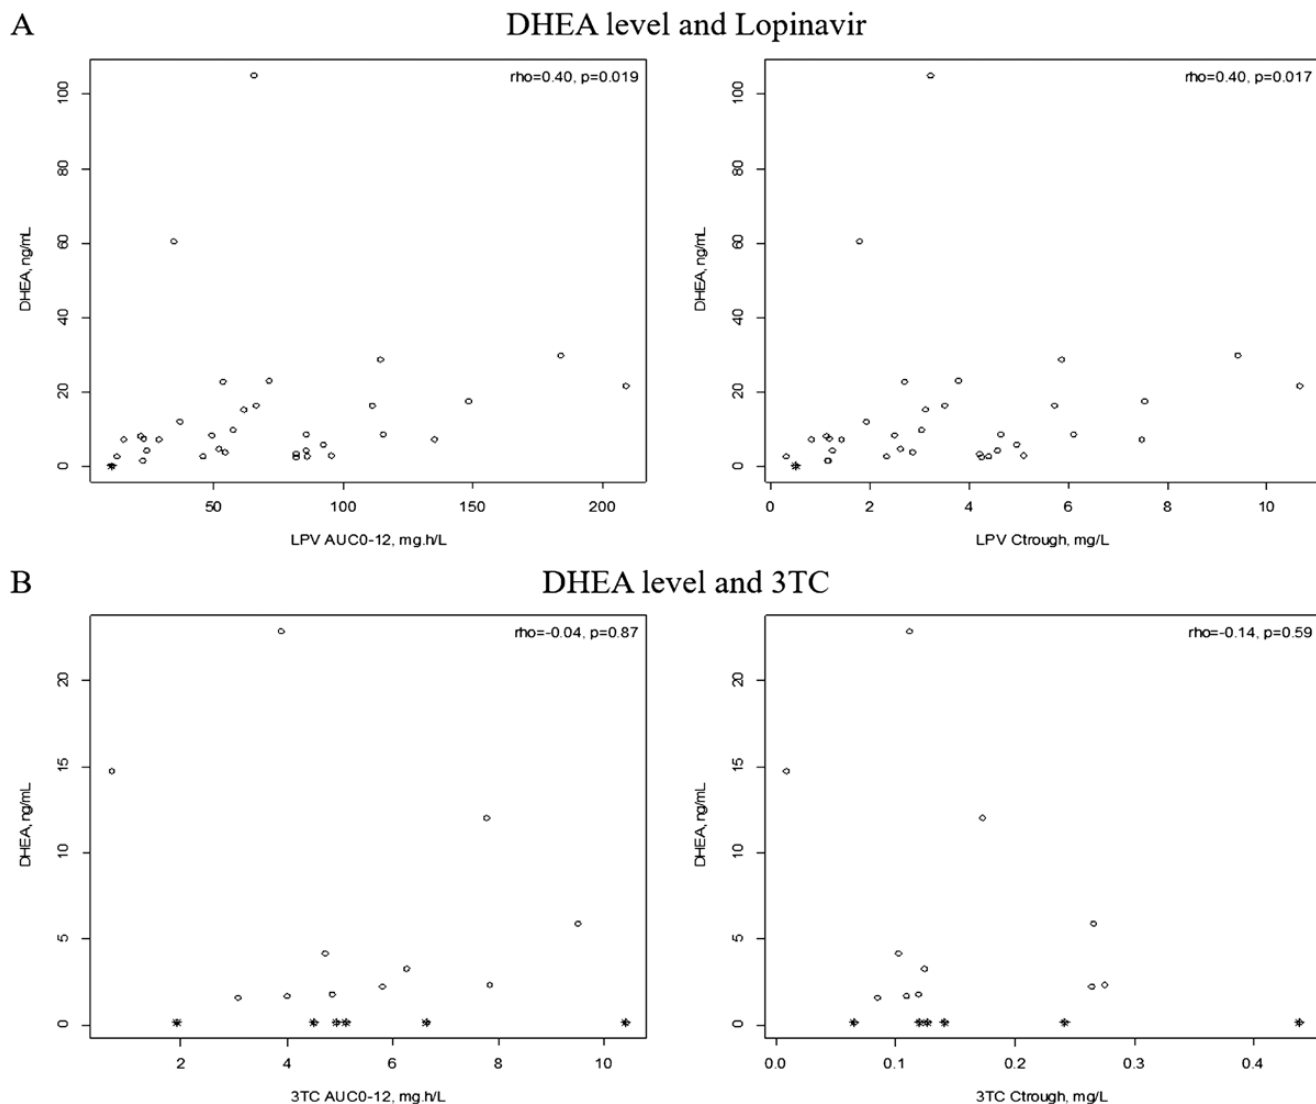 A
DHEA level and Lopinavir
rho=0.40, p=0.019
DHEA, ng/mL
100
80
60
40
20
0
50 100 150 200
LPV AUC0-12, mg.h/L
rho=0.40, p=0.017
DHEA, ng/mL
100
80
60
40
20
0
0 2 4 6 8 10
LPV Ctrough, mg/L
B
DHEA level and 3TC
rho=-0.04, p=0.87
DHEA, ng/mL
20
15
10
5
0
2 4 6 8 10
3TC AUC0-12, mg.h/L
rho=-0.14, p=0.59
DHEA, ng/mL
20
15
10
5
0
0.0 0.1 0.2 0.3 0.4
3TC Ctrough, mg/L